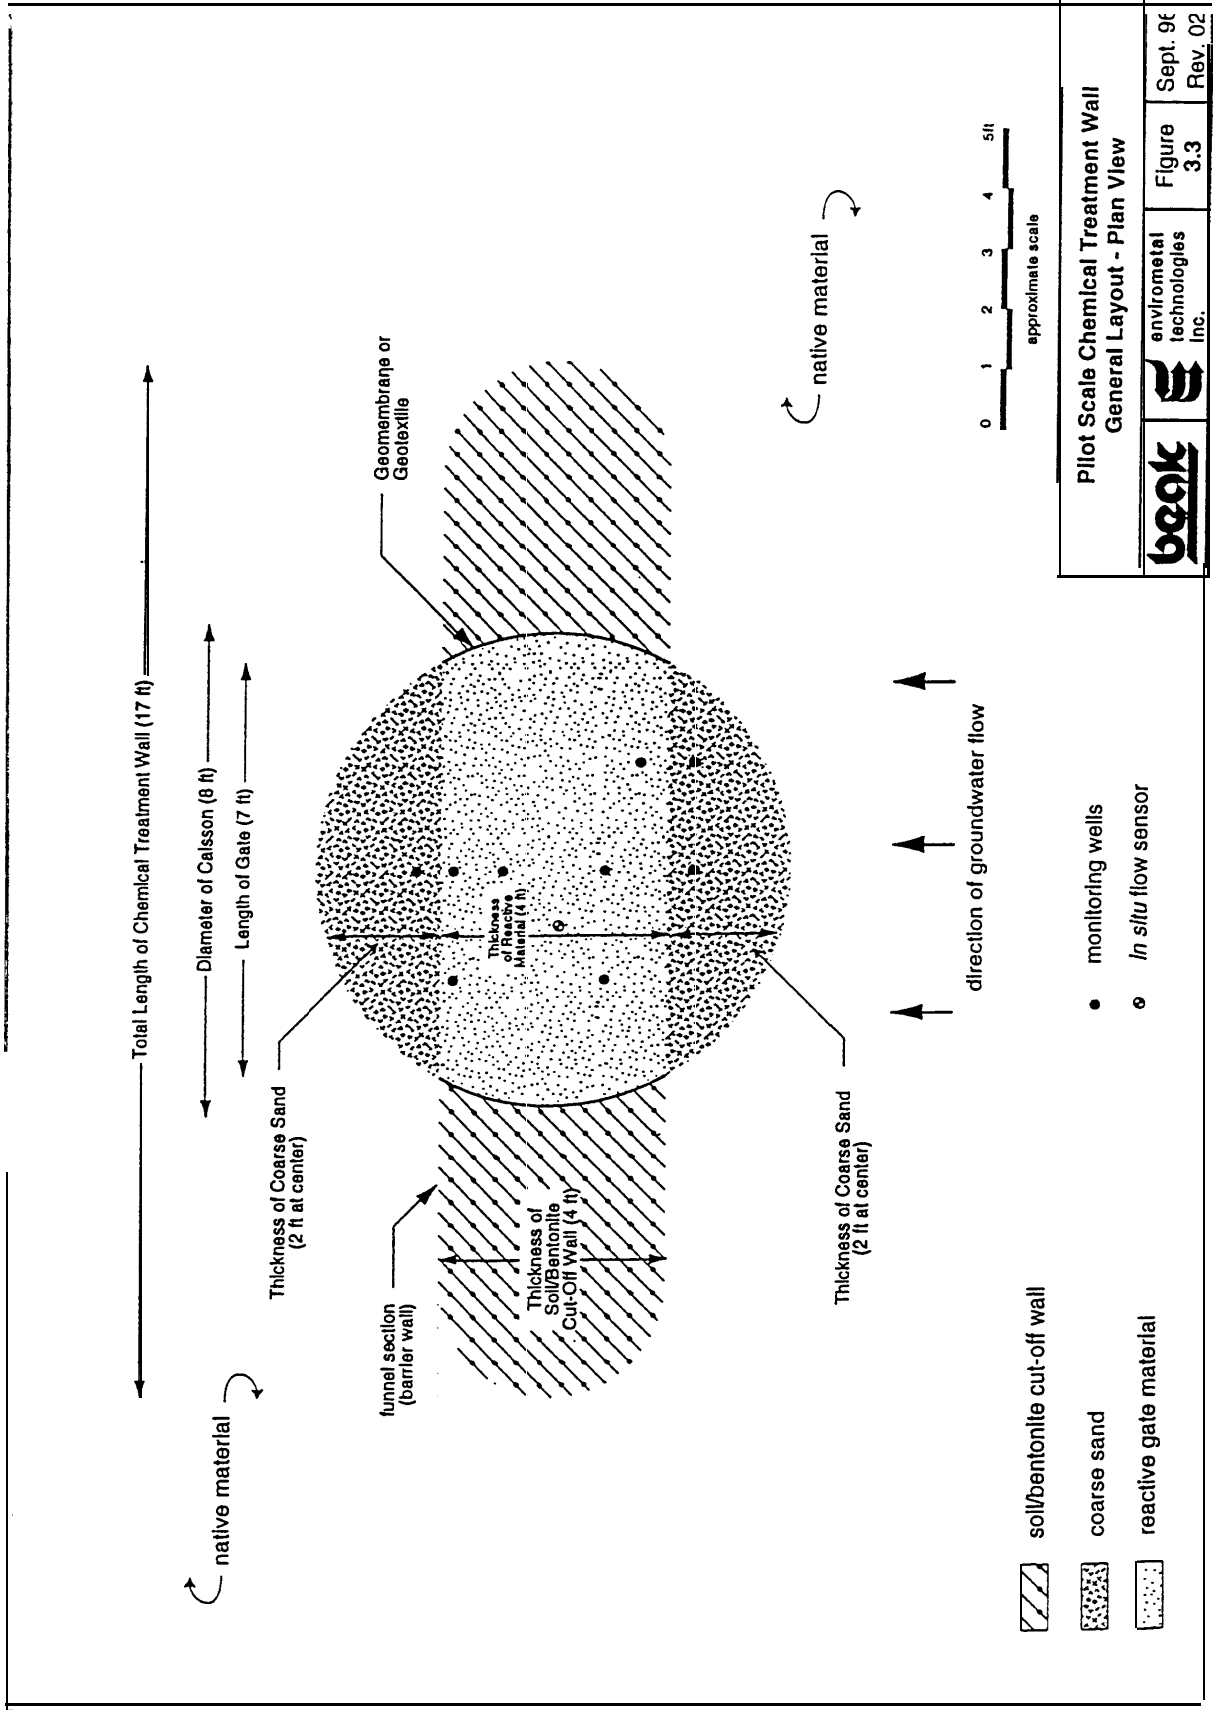 Total Length of Chemical Treatment Wall (17 ft)
Diameter of Caisson (8 ft)
Length of Gate (7 ft)
native material
Thickness of Coarse Sand
(2 ft at center)
Geomembrane or
Geotextile
funnel section
(barrier wall)
Thickness
of Reactive
Material (4 ft)
Thickness of
Soil/Bentonite
Cut-Off Wall (4 ft)
native material
Thickness of Coarse Sand
(2 ft at center)
direction of groundwater flow
0 1 2 3 4 5ft
approximate scale
soil/bentonite cut-off wall
coarse sand
reactive gate material
monitoring wells
In situ flow sensor
Pilot Scale Chemical Treatment Wall
General Layout - Plan View
beak
envirometal
technologies
inc.
Figure
3.3
Sept. 96
Rev. 02